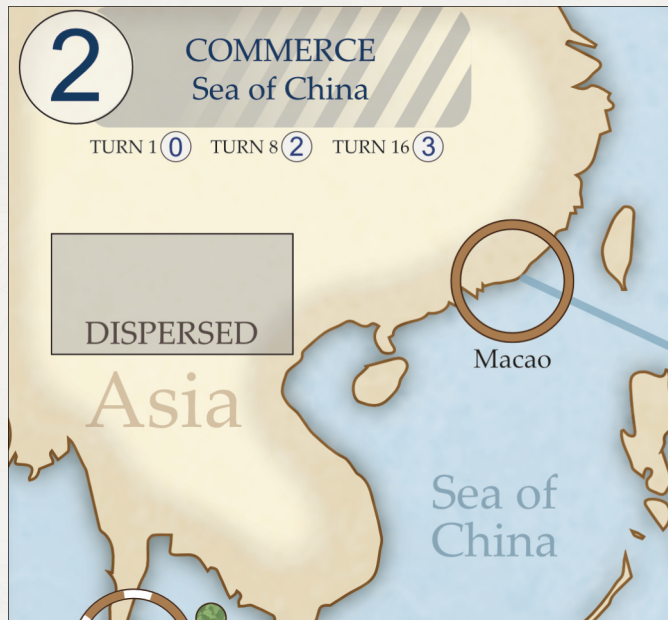 2
COMMERCE
Sea of China
TURN 1 0 TURN 8 2 TURN 16 3
DISPERSED
Asia
Macao
Sea of
China